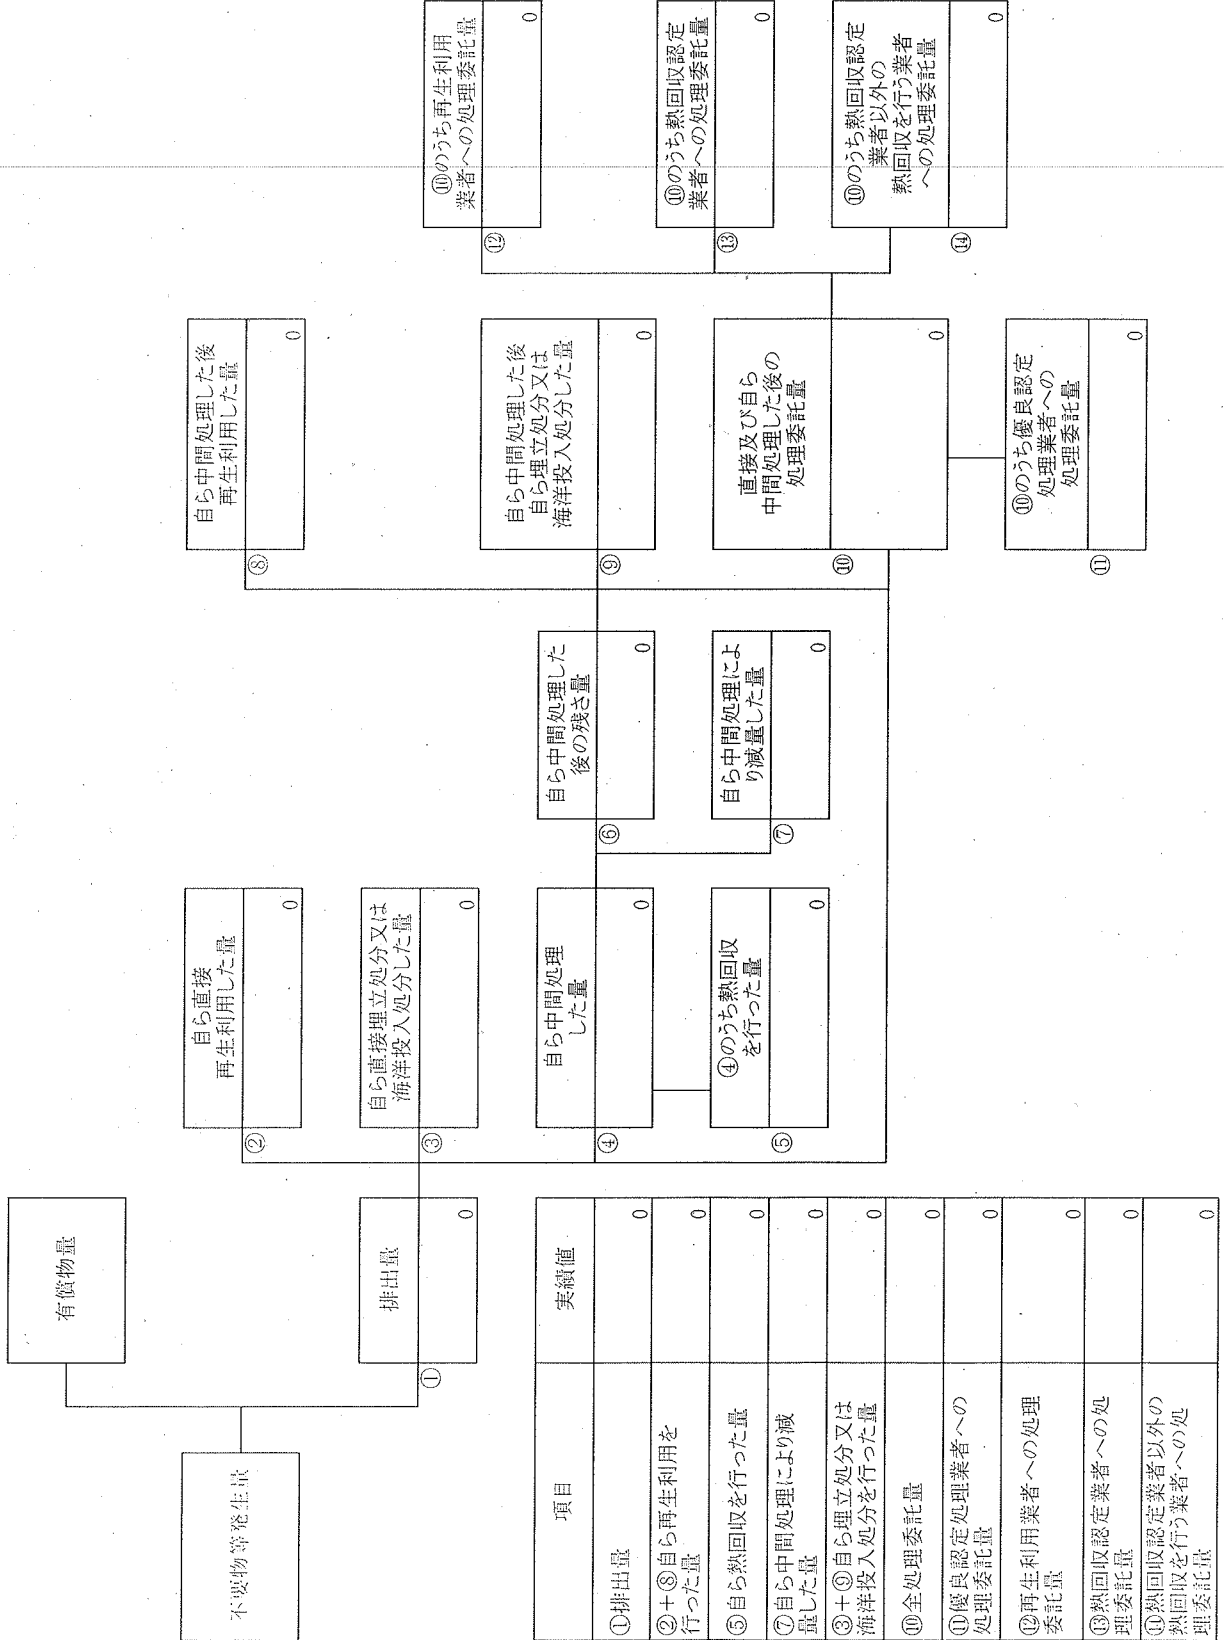 不要物等発生量
有償物量
①
排出量
0
②
自ら直接
再生利用した量
0
③
自ら直接埋立処分又は
海洋投入処分した量
0
④
自ら中間処理
した量
0
⑤
④のうち熱回収
を行った量
0
⑥
自ら中間処理した
後の残さ量
0
⑦
自ら中間処理によ
り減量した量
0
⑧
自ら中間処理した後
再生利用した量
0
⑨
自ら中間処理した後
自ら埋立処分又は
海洋投入処分した量
0
⑩
直接及び自ら
中間処理した後の
処理委託量
0
⑪
⑩のうち優良認定
処理業者への
処理委託量
0
⑫
⑩のうち再生利用
業者への処理委託量
0
⑬
⑩のうち熱回収認定
業者への処理委託量
0
⑭
⑩のうち熱回収認定
業者以外の
熱回収を行う業者
への処理委託量
0
項目
実績値
①排出量
0
②+⑧自ら再生利用を
行った量
0
⑤自ら熱回収を行った量
0
⑦自ら中間処理により減
量した量
0
③+⑨自ら埋立処分又は
海洋投入処分を行った量
0
⑩全処理委託量
0
⑪優良認定処理業者への
処理委託量
0
⑫再生利用業者への処理
委託量
0
⑬熱回収認定業者への処
理委託量
0
⑭熱回収認定業者以外の
熱回収を行う業者への処
理委託量
0